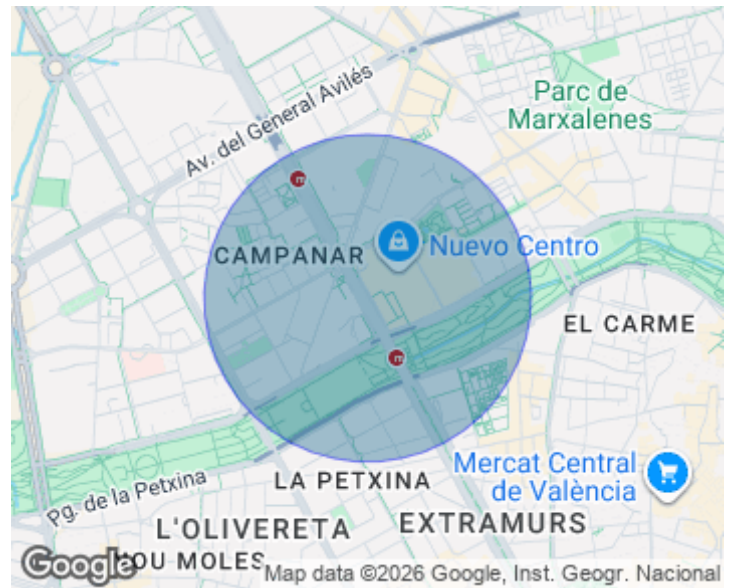 Av. del General Avilés
Parc de
Marxalenes
CAMPANAR
Nuevo Centro
EL CARME
LA PETXINA
Mercat Central
de València
Pg. de la Petxina
L'OLIVERETA
EXTRAMURS
NOU MOLES
Google
Map data ©2026 Google, Inst. Geogr. Nacional